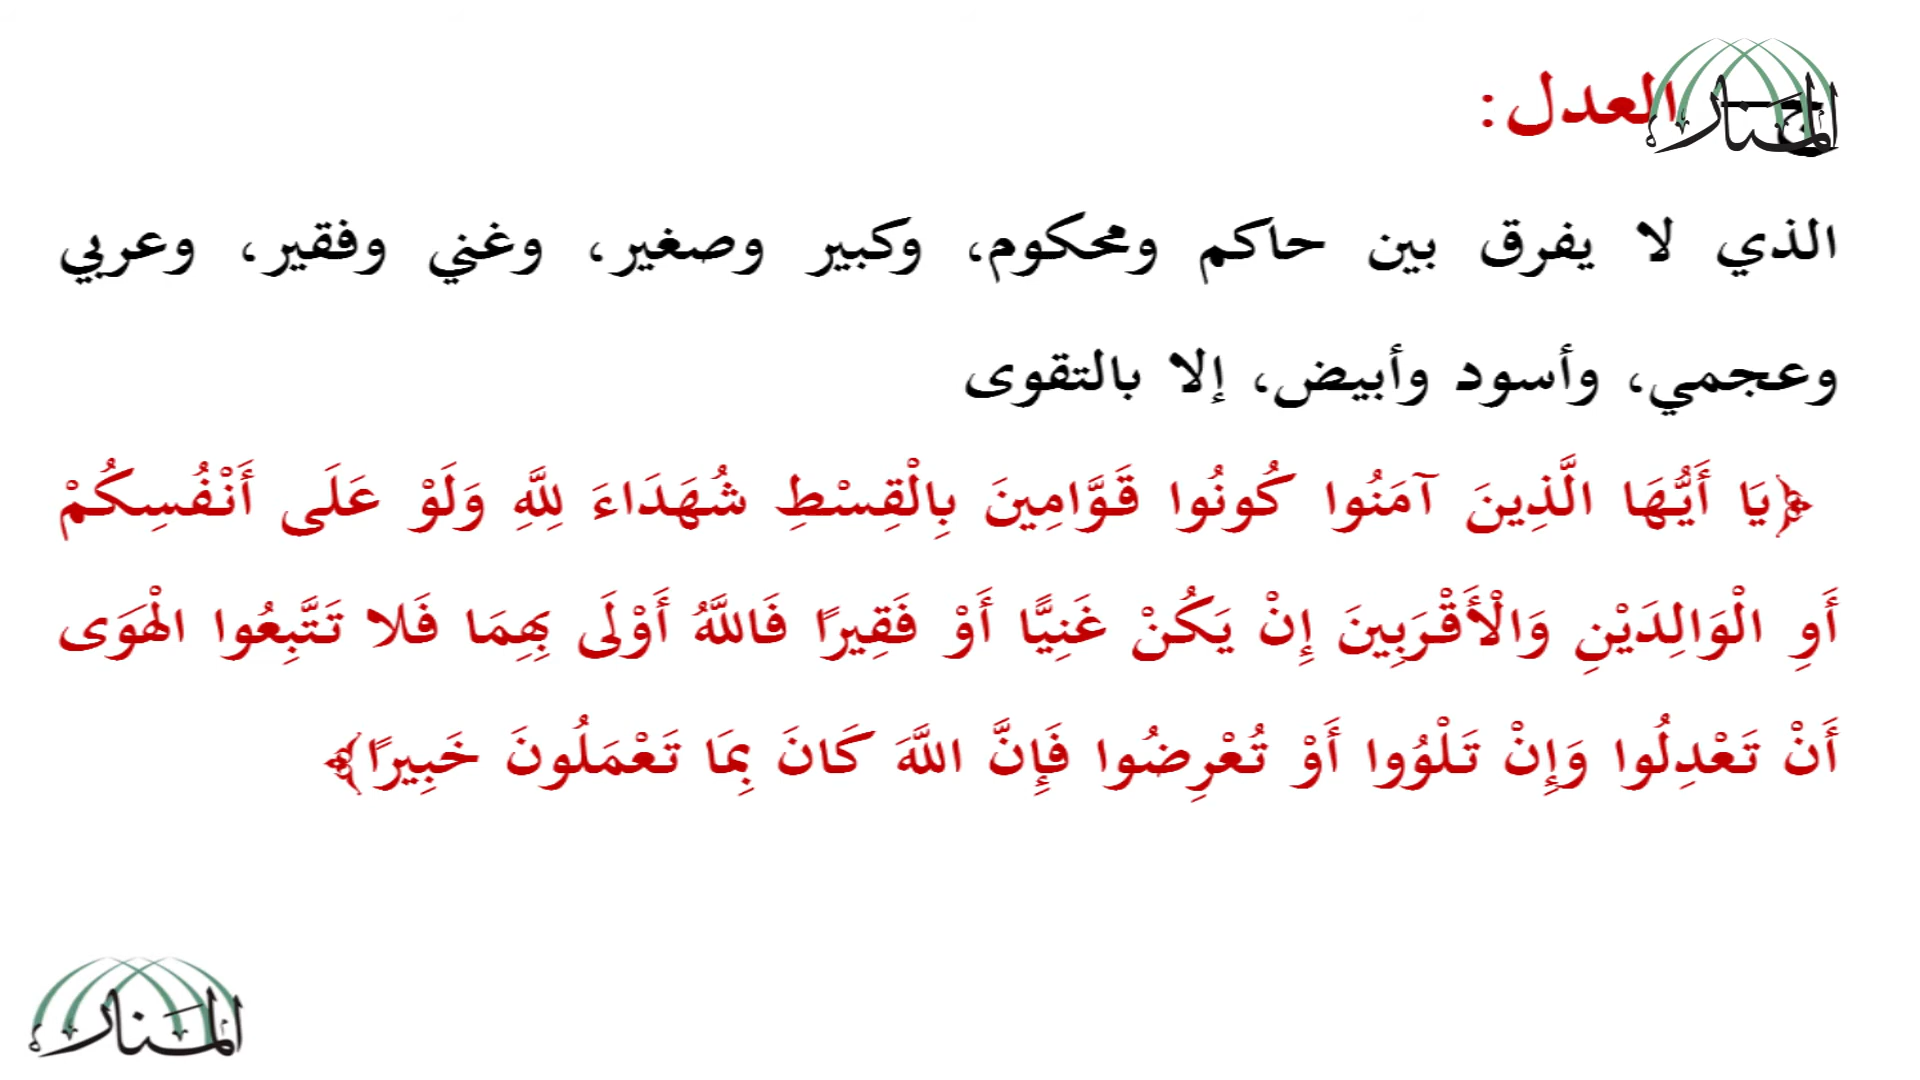 العدل:
المنار
الذي لا يفرق بين حاكم ومحكوم، وكبير وصغير، وغني وفقير، وعربي
وعجمي، وأسود وأبيض، إلا بالتقوى
﴿يَا أَيُّهَا الَّذِينَ آمَنُوا كُونُوا قَوَّامِينَ بِالْقِسْطِ شُهَدَاءَ لِلَّهِ وَلَوْ عَلَى أَنْفُسِكُمْ
أَوِ الْوَالِدَيْنِ وَالْأَقْرَبِينَ إِنْ يَكُنْ غَنِيًّا أَوْ فَقِيرًا فَاللَّهُ أَوْلَى بِهِمَا فَلا تَتَّبِعُوا الْهَوَى
أَنْ تَعْدِلُوا وَإِنْ تَلْوُوا أَوْ تُعْرِضُوا فَإِنَّ اللَّهَ كَانَ بِمَا تَعْمَلُونَ خَبِيرًا﴾
المنار